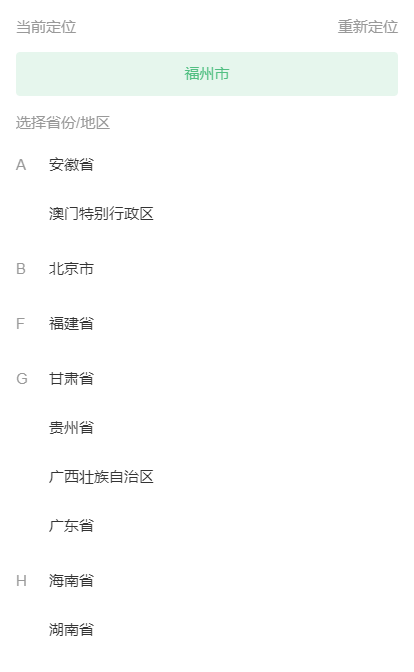 当前定位 重新定位
福州市
选择省份/地区
A 安徽省
澳门特别行政区
B 北京市
F 福建省
G 甘肃省
贵州省
广西壮族自治区
广东省
H 海南省
湖南省